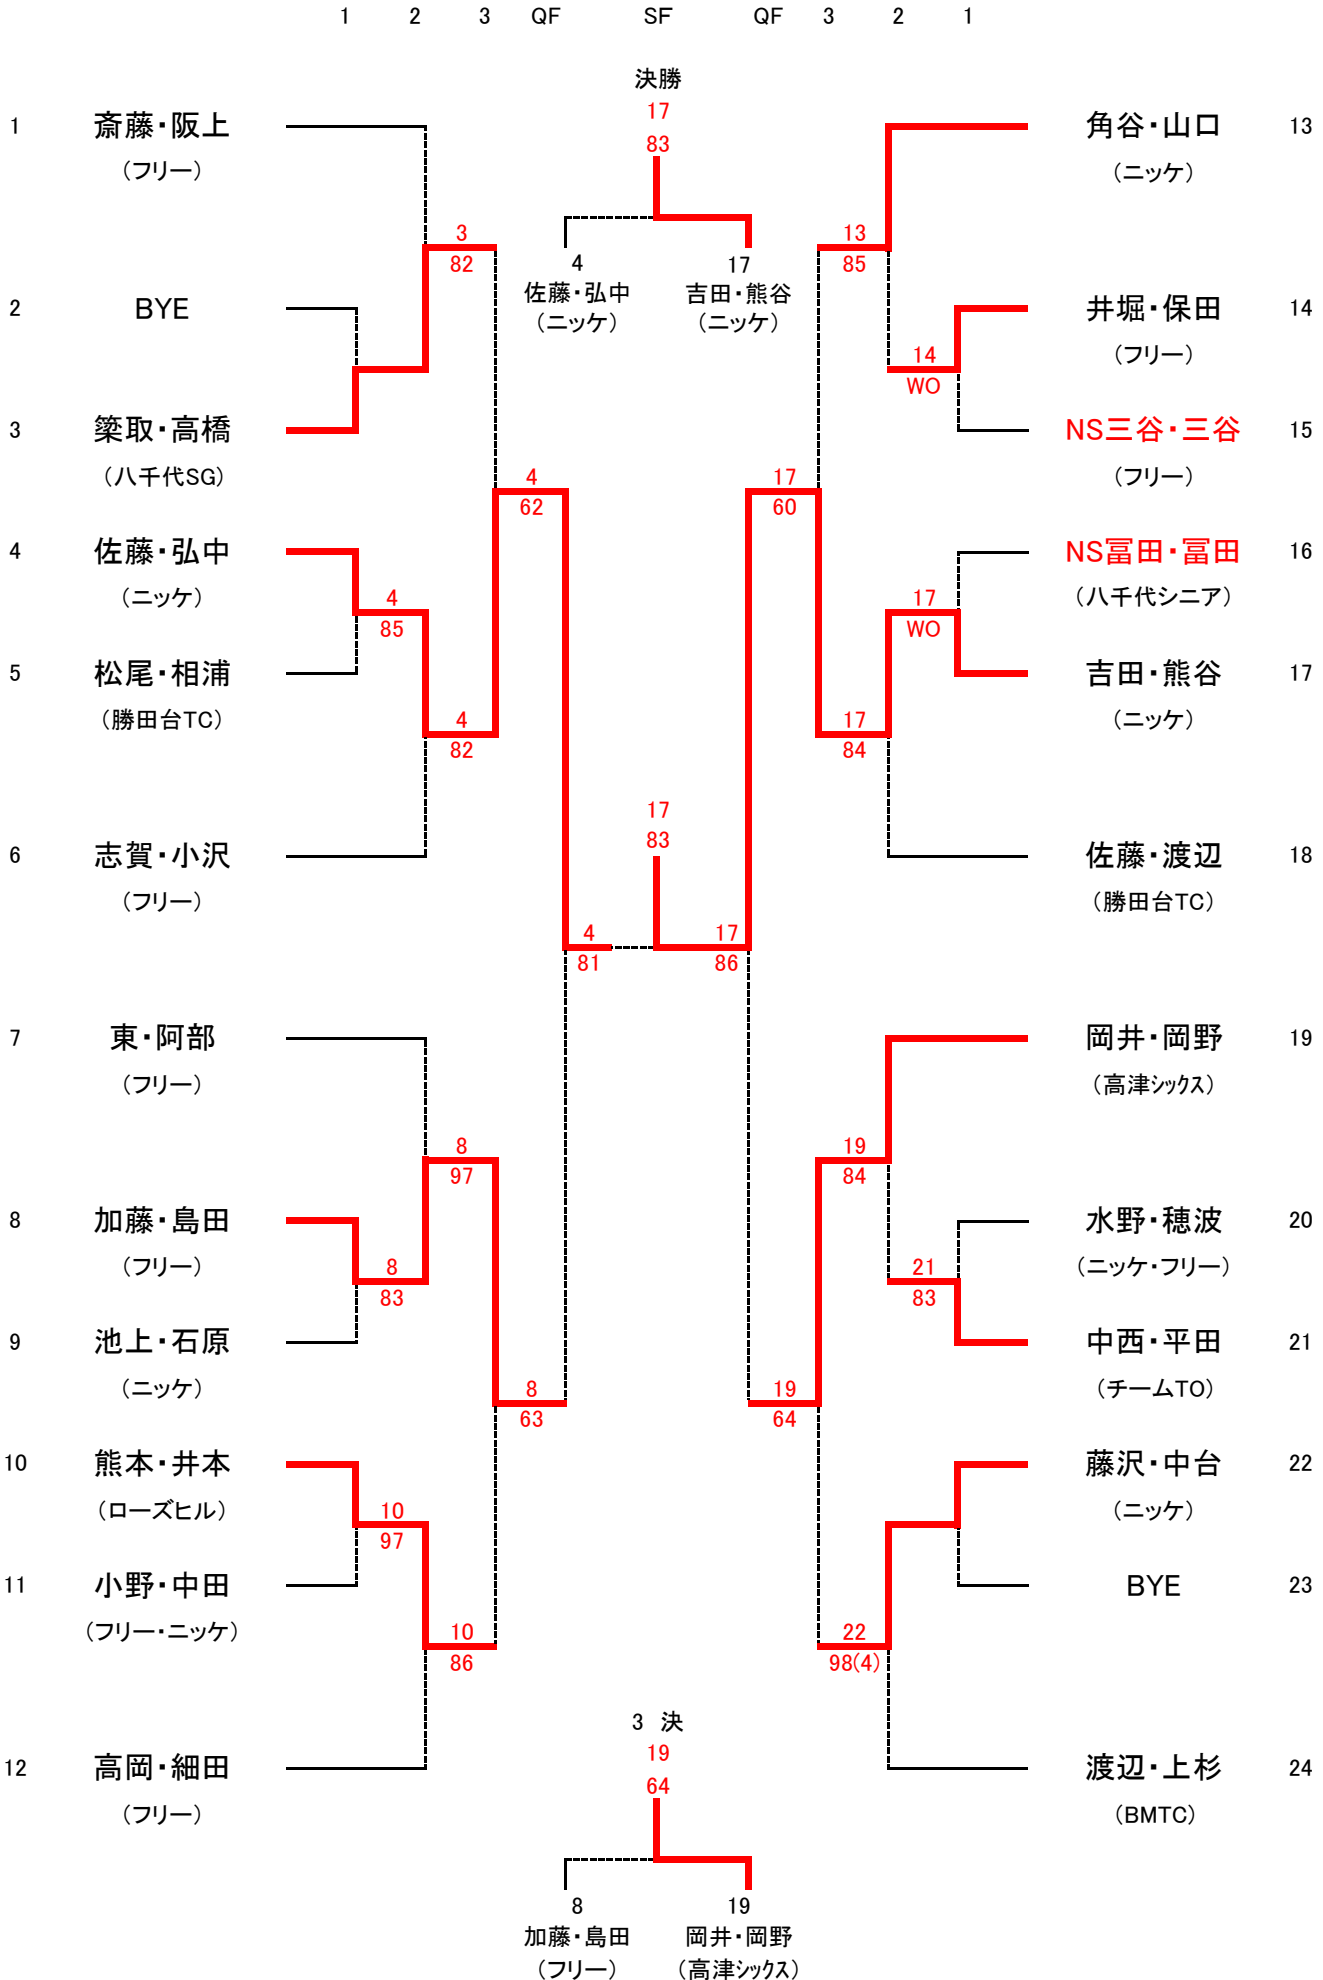 1 2 3 QF SF QF 3 2 1
決勝
17
83
1 斎藤・阪上 角谷・山口 13
（フリー） （ニッケ）
3 13
82 85
4 17
佐藤・弘中 吉田・熊谷
（ニッケ） （ニッケ）
2 BYE 井堀・保田 14
（フリー）
14
WO
3 簗取・高橋 NS三谷・三谷 15
（八千代SG） （フリー）
4 17
62 60
4 佐藤・弘中 NS冨田・冨田 16
（ニッケ） （八千代シニア）
4 17
85 WO
5 松尾・相浦 吉田・熊谷 17
（勝田台TC） （ニッケ）
4 17
82 84
17
83
6 志賀・小沢 佐藤・渡辺 18
（フリー） （勝田台TC）
4 17
81 86
7 東・阿部 岡井・岡野 19
（フリー） （高津シックス）
8 19
97 84
8 加藤・島田 水野・穂波 20
（フリー） （ニッケ・フリー）
8 21
83 83
9 池上・石原 中西・平田 21
（ニッケ） （チームTO）
8 19
63 64
10 熊本・井本 藤沢・中台 22
（ローズヒル） （ニッケ）
10
97
11 小野・中田 BYE 23
（フリー・ニッケ）
10 22
86 98(4)
3 決
19
64
12 高岡・細田 渡辺・上杉 24
（フリー） （BMTC）
8 19
加藤・島田 岡井・岡野
（フリー） （高津シックス）